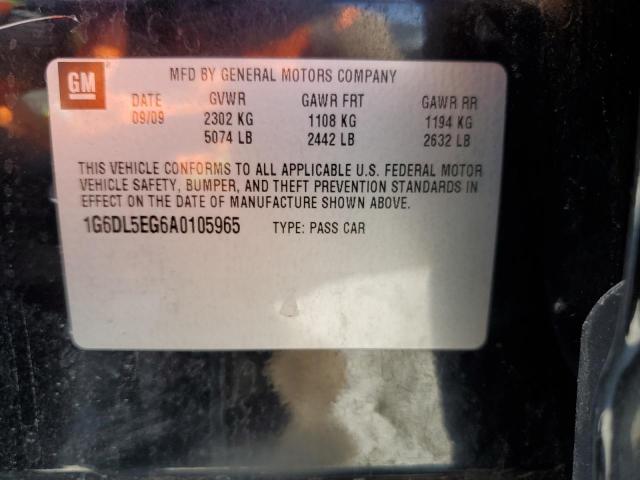 GM
MFD BY GENERAL MOTORS COMPANY
DATE GVWR GAWR FRT GAWR RR
09/09 2302 KG 1108 KG 1194 KG
5074 LB 2442 LB 2632 LB
THIS VEHICLE CONFORMS TO ALL APPLICABLE U.S. FEDERAL MOTOR
VEHICLE SAFETY, BUMPER, AND THEFT PREVENTION STANDARDS IN
EFFECT ON THE DATE OF MANUFACTURE SHOWN ABOVE.
1G6DL5EG6A0105965 TYPE: PASS CAR